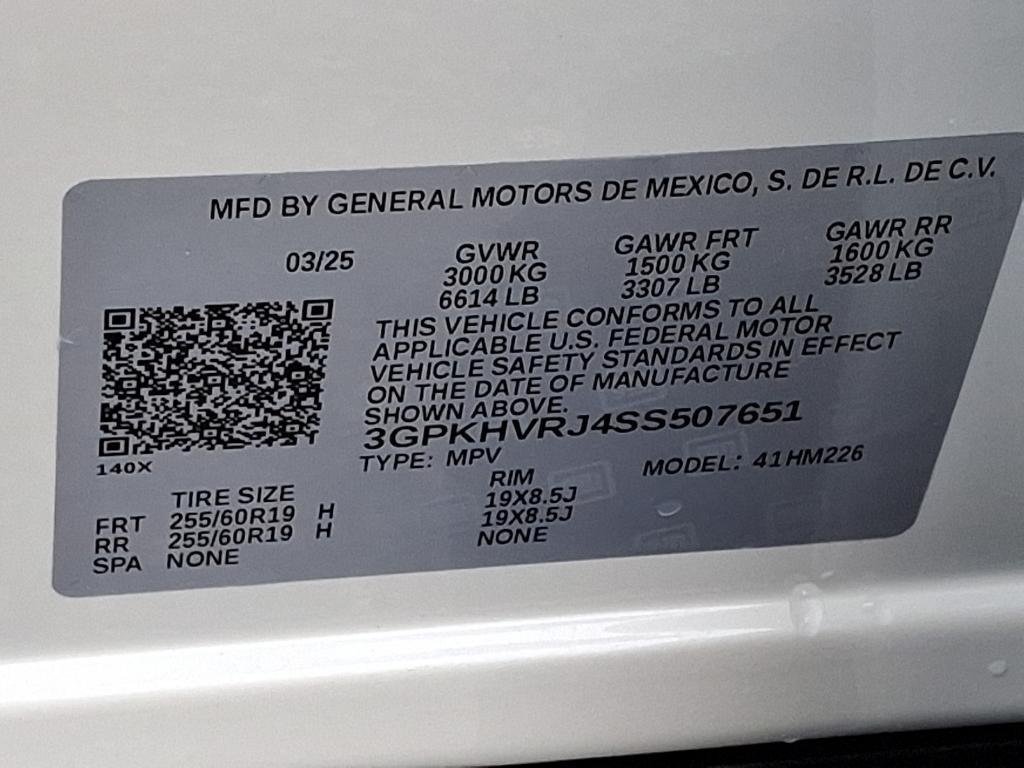 MFD BY GENERAL MOTORS DE MEXICO, S. DE R.L. DE C.V.
03/25 GVWR GAWR FRT GAWR RR
3000 KG 1500 KG 1600 KG
6614 LB 3307 LB 3528 LB
THIS VEHICLE CONFORMS TO ALL
APPLICABLE U.S. FEDERAL MOTOR
VEHICLE SAFETY STANDARDS IN EFFECT
ON THE DATE OF MANUFACTURE
SHOWN ABOVE.
3GPKHVRJ4SS507651
140X
TYPE: MPV MODEL: 41HM226
TIRE SIZE RIM
FRT 255/60R19 H 19X8.5J
RR 255/60R19 H 19X8.5J
SPA NONE NONE